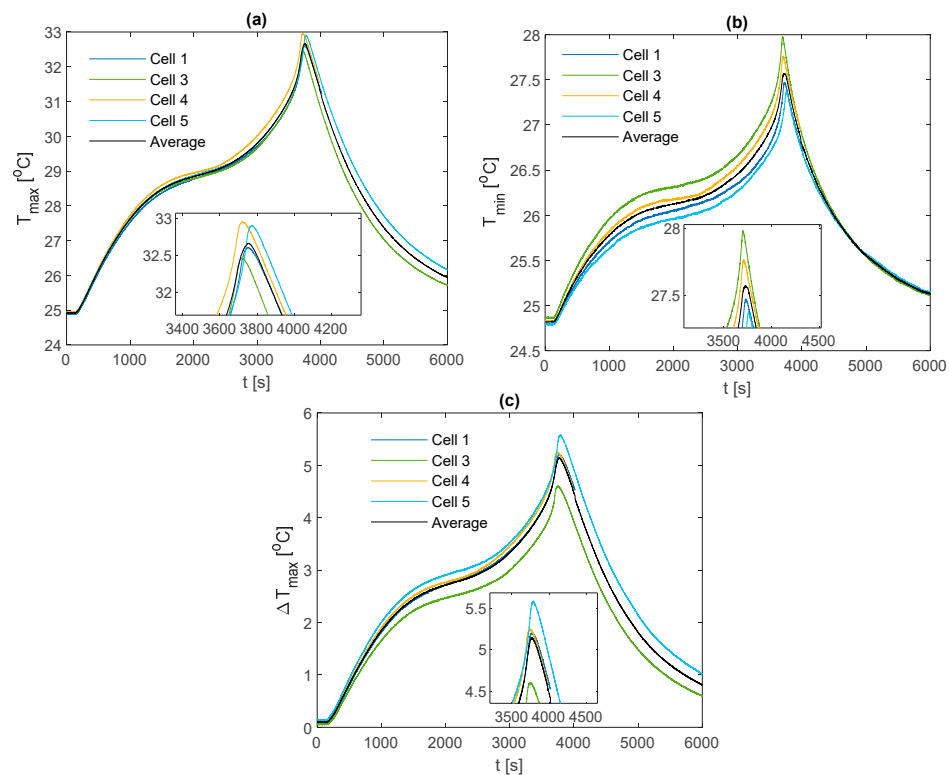 (a)
33
32
31
30
29
28
27
26
25
24
0 1000 2000 3000 4000 5000 6000
t [s]
T_max [°C]
Cell 1
Cell 3
Cell 4
Cell 5
Average
33
32.5
32
3400 3600 3800 4000 4200
(b)
28
27.5
27
26.5
26
25.5
25
24.5
0 1000 2000 3000 4000 5000 6000
t [s]
T_min [°C]
Cell 1
Cell 3
Cell 4
Cell 5
Average
28
27.5
3500 4000 4500
(c)
6
5
4
3
2
1
0
0 1000 2000 3000 4000 5000 6000
t [s]
Δ T_max [°C]
Cell 1
Cell 3
Cell 4
Cell 5
Average
5.5
5
4.5
3500 4000 4500